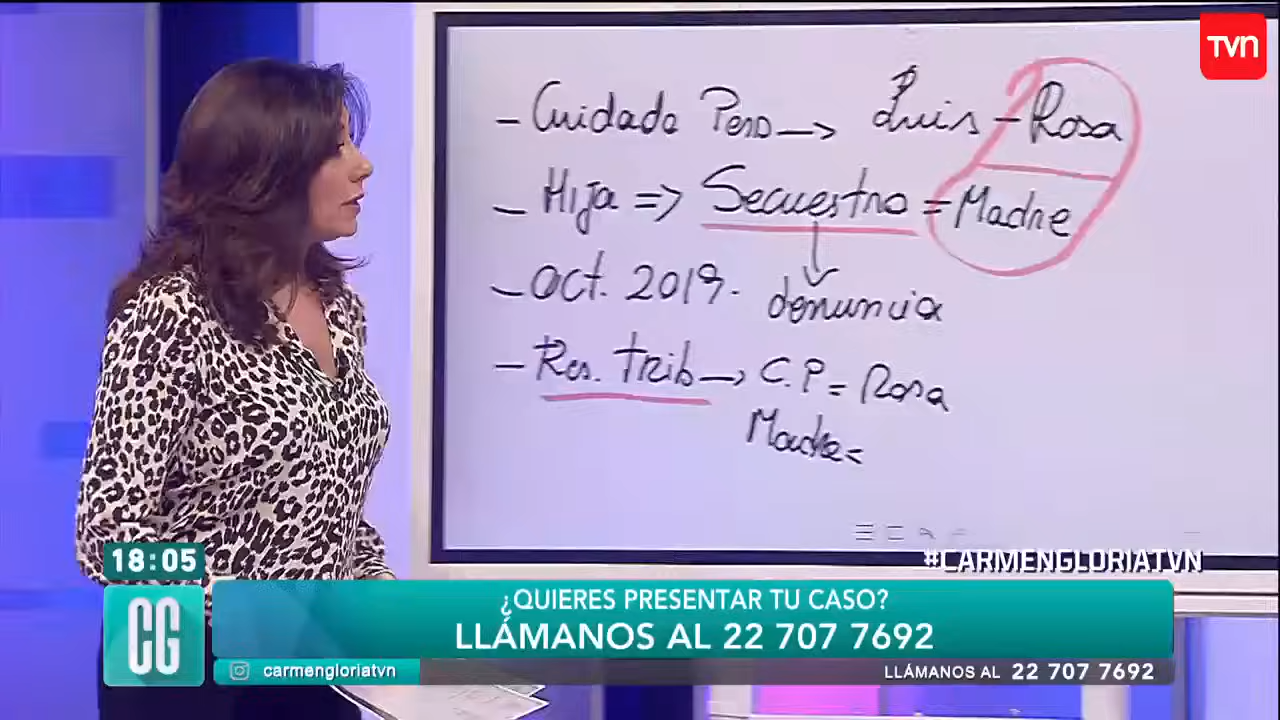 TVN
- Cuidado Perso → Luis - Rosa
- Hija => Secuestro = Madre
- Oct. 2019. denuncia
- Res. Trib → C.P = Rosa
Madre <
#CARMENGLORIATVN
18:05
CG
¿QUIERES PRESENTAR TU CASO?
LLÁMANOS AL 22 707 7692
carmengloriatvn
LLÁMANOS AL 22 707 7692